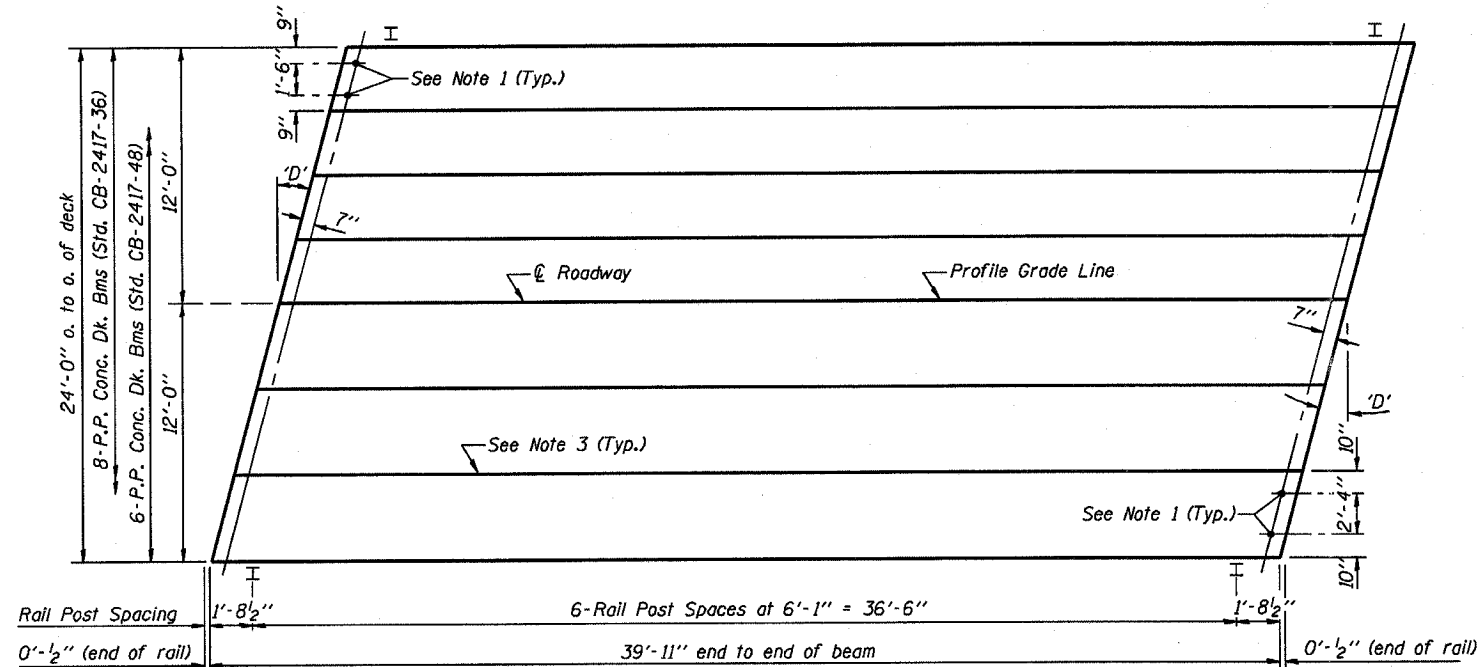 9"
1'-6"
9"
See Note 1 (Typ.)
24'-0" o. to o. of deck
8-P.P. Conc. Dk. Bms (Std. CB-2417-36)
6-P.P. Conc. Dk. Bms (Std. CB-2417-48)
12'-0"
12'-0"
'D'
7"
℄ Roadway
Profile Grade Line
7"
'D'
See Note 3 (Typ.)
See Note 1 (Typ.)
10"
2'-4"
10"
Rail Post Spacing
1'-8½"
6-Rail Post Spaces at 6'-1" = 36'-6"
1'-8½"
0'-½" (end of rail)
39'-11" end to end of beam
0'-½" (end of rail)